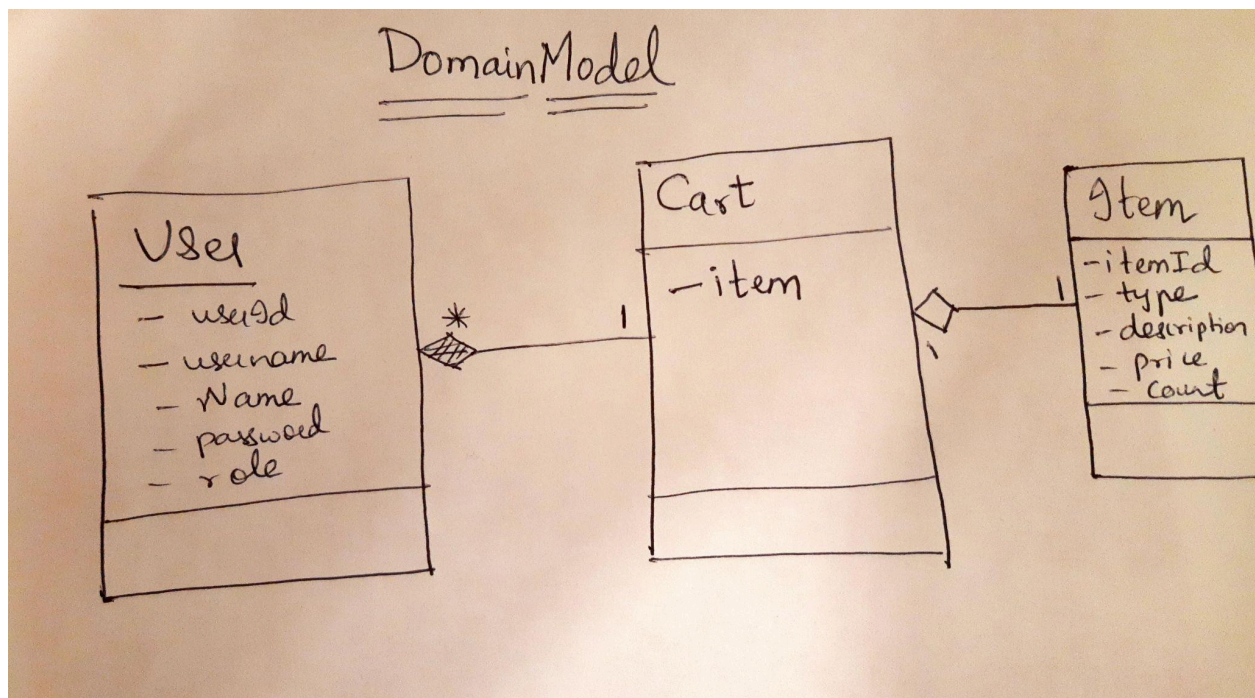 DomainModel
User
- userId
- username
- Name
- password
- role
*
1
Cart
- item
1
1
Item
- itemId
- type
- description
- price
- count